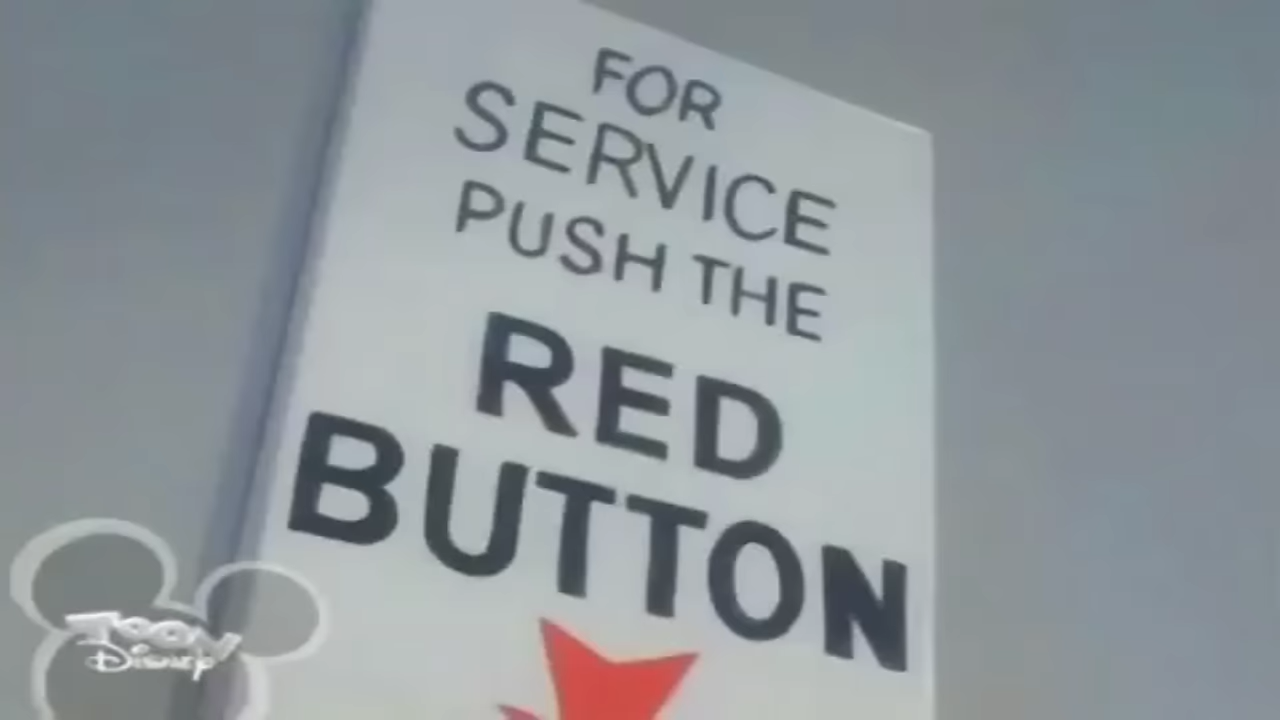 FOR
SERVICE
PUSH THE
RED
BUTTON
TOON
DISNEY